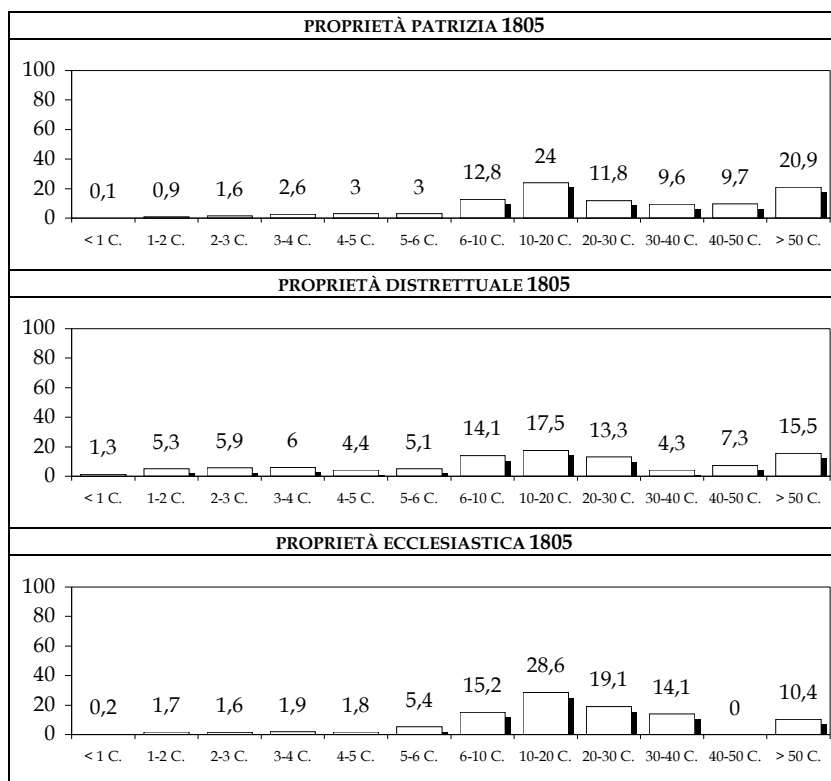 PROPRIETÀ PATRIZIA 1805
100
80
60
40
20
0
0,1 0,9 1,6 2,6 3 3 12,8 24 11,8 9,6 9,7 20,9
< 1 C. 1-2 C. 2-3 C. 3-4 C. 4-5 C. 5-6 C. 6-10 C. 10-20 C. 20-30 C. 30-40 C. 40-50 C. > 50 C.
PROPRIETÀ DISTRETTUALE 1805
100
80
60
40
20
0
1,3 5,3 5,9 6 4,4 5,1 14,1 17,5 13,3 4,3 7,3 15,5
< 1 C. 1-2 C. 2-3 C. 3-4 C. 4-5 C. 5-6 C. 6-10 C. 10-20 C. 20-30 C. 30-40 C. 40-50 C. > 50 C.
PROPRIETÀ ECCLESIASTICA 1805
100
80
60
40
20
0
0,2 1,7 1,6 1,9 1,8 5,4 15,2 28,6 19,1 14,1 0 10,4
< 1 C. 1-2 C. 2-3 C. 3-4 C. 4-5 C. 5-6 C. 6-10 C. 10-20 C. 20-30 C. 30-40 C. 40-50 C. > 50 C.